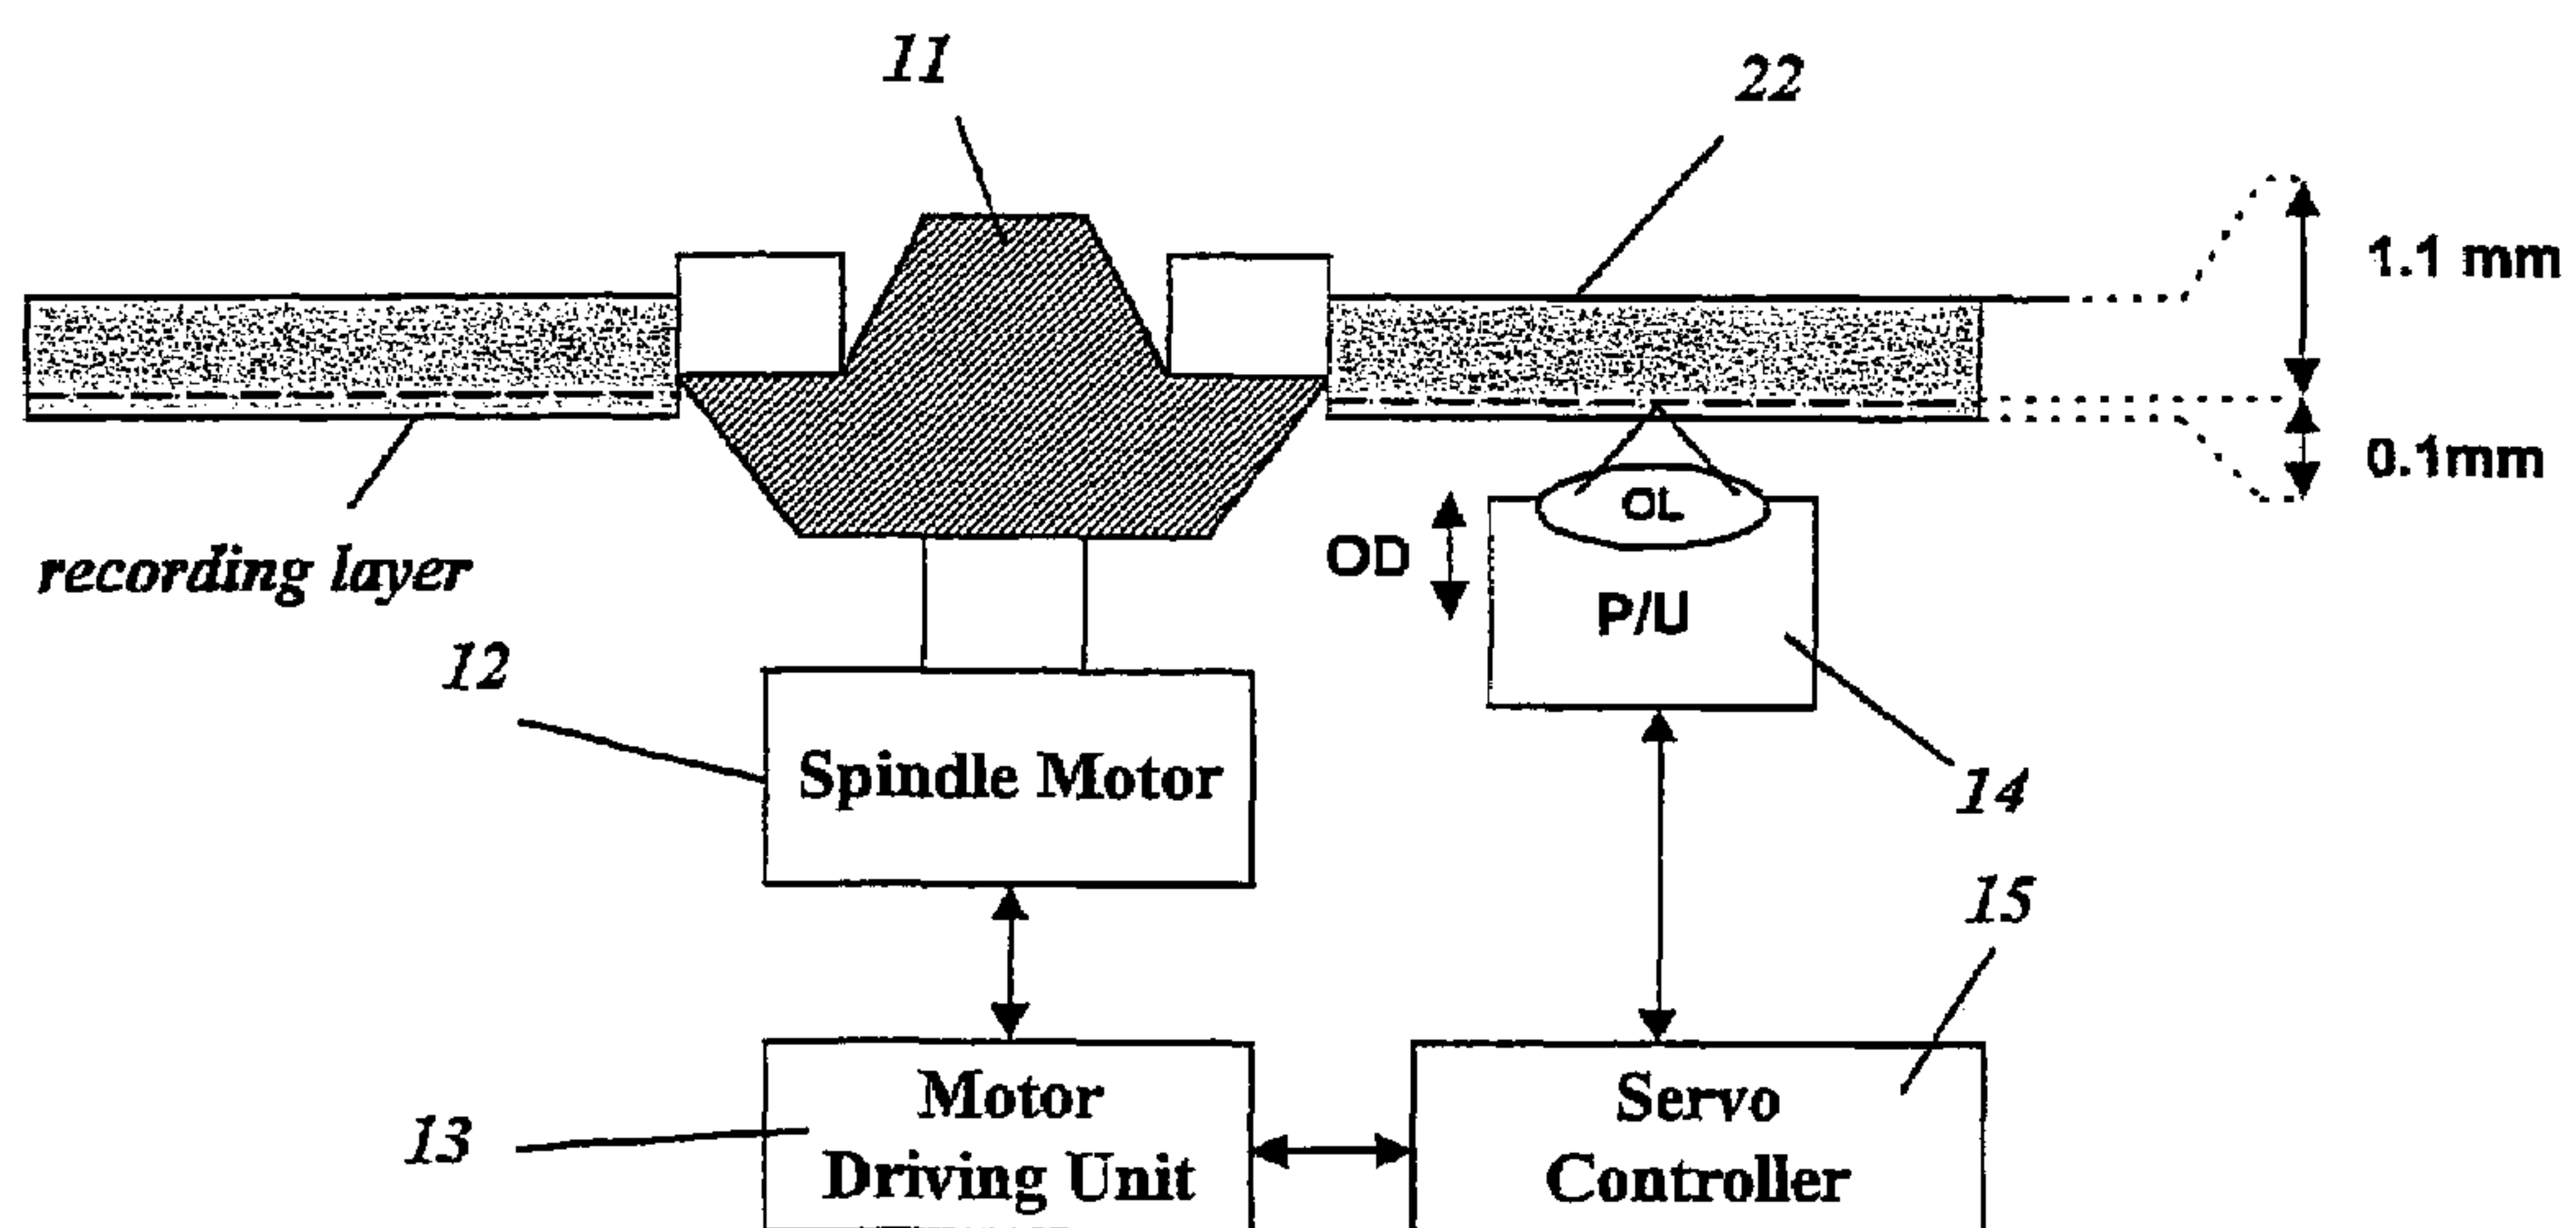 11
22
1.1 mm
0.1mm
OL
OD
P/U
recording layer
12
Spindle Motor
14
15
13
Motor
Driving Unit
Servo
Controller